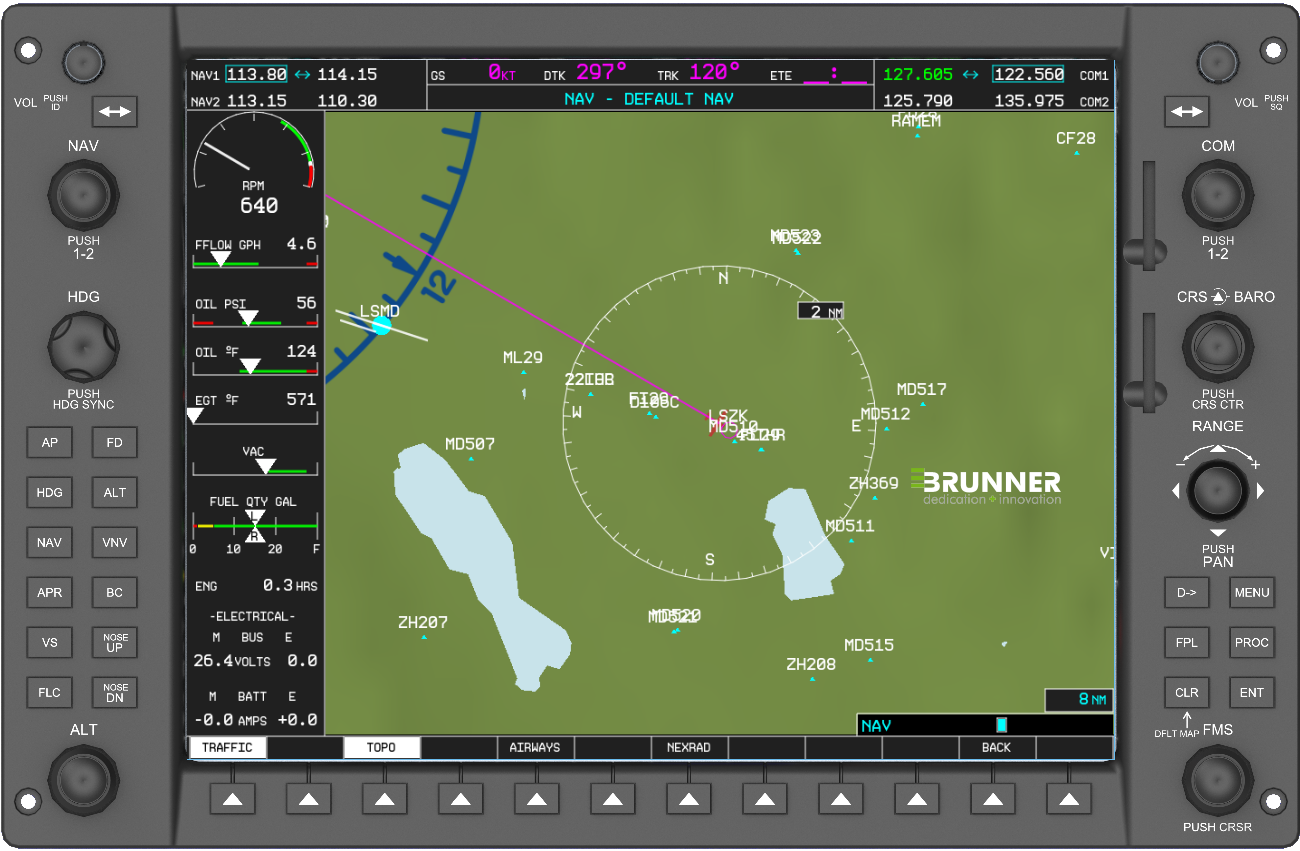 NAV1 113.80 ↔ 114.15
NAV2 113.15 110.30
GS 0KT DTK 297° TRK 120° ETE __:__
NAV - DEFAULT NAV
127.605 ↔ 122.560 COM1
125.790 135.975 COM2
VOL PUSH ID
NAV
PUSH
1-2
HDG
PUSH
HDG SYNC
AP FD
HDG ALT
NAV VNV
APR BC
VS NOSE UP
FLC NOSE DN
ALT
RPM
640
FFLOW GPH 4.6
OIL PSI 56
OIL °F 124
EGT °F 571
VAC
FUEL QTY GAL
L
R
0 10 20 F
ENG 0.3 HRS
-ELECTRICAL-
M BUS E
26.4 VOLTS 0.0
M BATT E
-0.0 AMPS +0.0
RAMEM
CF28
MD522
N
12
2 NM
LSMD
ML29
MD517
W
LSZK
MD512
MD510
E
MD507
ZH369
BRUNNER
dedication + innovation
MD511
S
ZH207
MD515
ZH208
8 NM
NAV
TRAFFIC TOPO AIRWAYS NEXRAD BACK
VOL PUSH SQ
COM
PUSH
1-2
CRS BARO
PUSH
CRS CTR
RANGE
- +
PUSH
PAN
D-> MENU
FPL PROC
CLR ENT
DFLT MAP FMS
PUSH CRSR